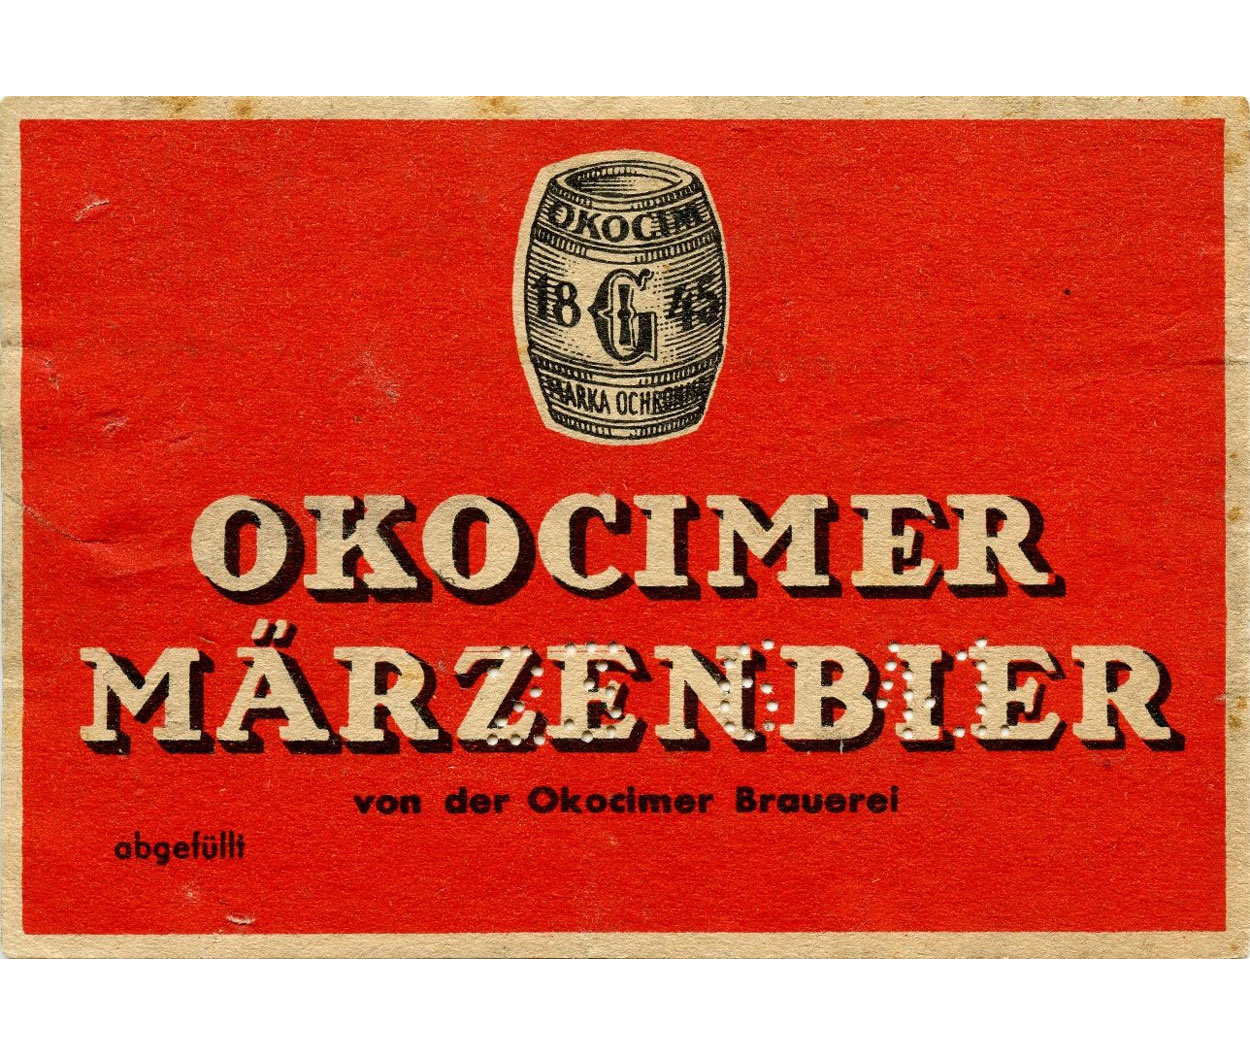 OKOCIM
18 G 45
MARKA OCHRONNA
OKOCIMER
MÄRZENBIER
von der Okocimer Brauerei
abgefüllt